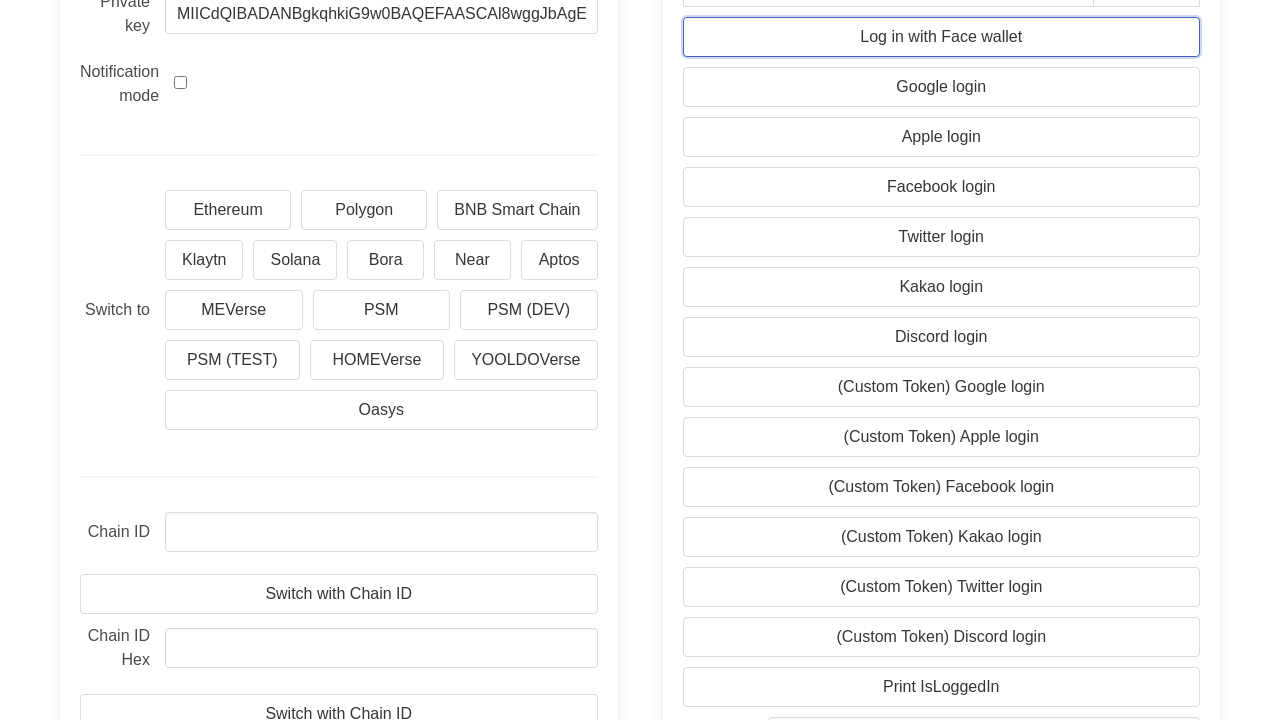 Private
key
MIICdQIBADANBgkqhkiG9w0BAQEFAASCAl8wggJbAgE
Notification
mode
Switch to
Ethereum
Polygon
BNB Smart Chain
Klaytn
Solana
Bora
Near
Aptos
MEVerse
PSM
PSM (DEV)
PSM (TEST)
HOMEVerse
YOOLDOVerse
Oasys
Chain ID
Switch with Chain ID
Chain ID
Hex
Switch with Chain ID
Log in with Face wallet
Google login
Apple login
Facebook login
Twitter login
Kakao login
Discord login
(Custom Token) Google login
(Custom Token) Apple login
(Custom Token) Facebook login
(Custom Token) Kakao login
(Custom Token) Twitter login
(Custom Token) Discord login
Print IsLoggedIn